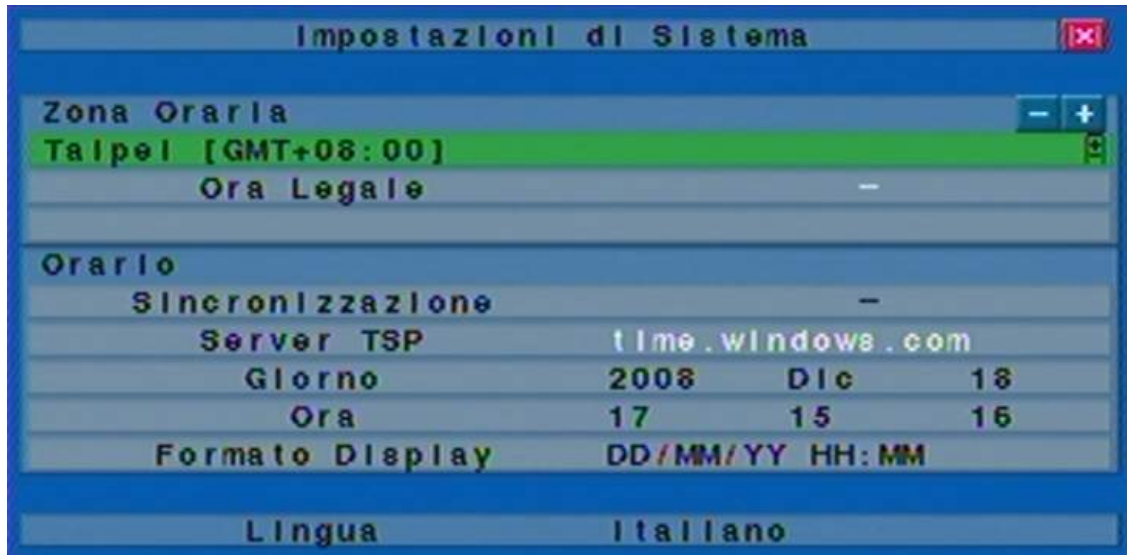 Impostazioni di Sistema
Zona Oraria - +
Taipei [GMT+08:00]
Ora Legale -
Orario
Sincronizzazione -
Server TSP time.windows.com
Giorno 2008 Dic 18
Ora 17 15 16
Formato Display DD/MM/YY HH:MM
Lingua Italiano